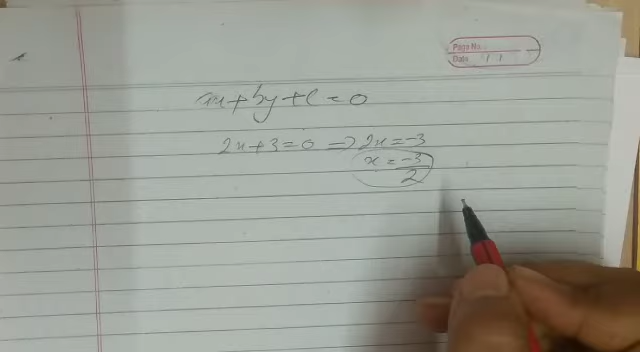 Page No.
Date / /
ax+by+c=0
2x+3=0 ⇒ 2x=-3
x = -3/2